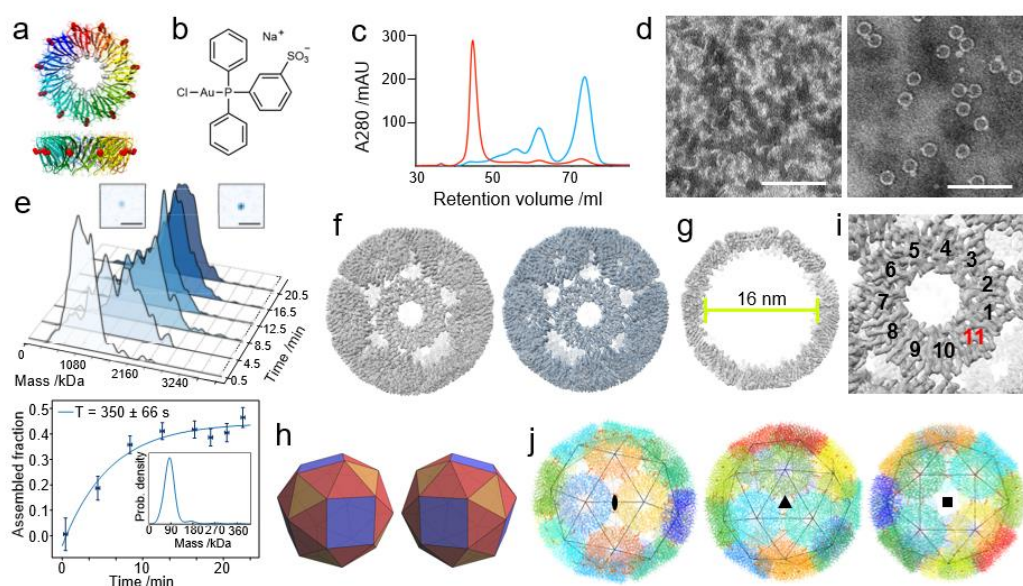 a
b
Na+
SO3−
Cl Au P
c
A280 /mAU
300
200
100
30 50 70
Retention volume /ml
d
e
0
1080
2160
3240
Mass /kDa
0.5
4.5
8.5
12.5
16.5
20.5
Time /min
f
g
16 nm
i
1
2
3
4
5
6
7
8
9
10
11
Assembled fraction
0.5
0.4
0.3
0.2
0.1
0.0
T = 350 ± 66 s
Prob. density
0 90 180 270 360
Mass /kDa
0 10 20
Time /min
h
j